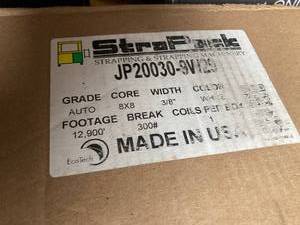 StraPack
STRAPPING & STRAPPING MACHINERY
JP20030-9V129
GRADE CORE WIDTH COLOR
AUTO 8X8 3/8"
FOOTAGE BREAK COILS PER BOX
12,900' 300# 1
EcoTech
MADE IN USA